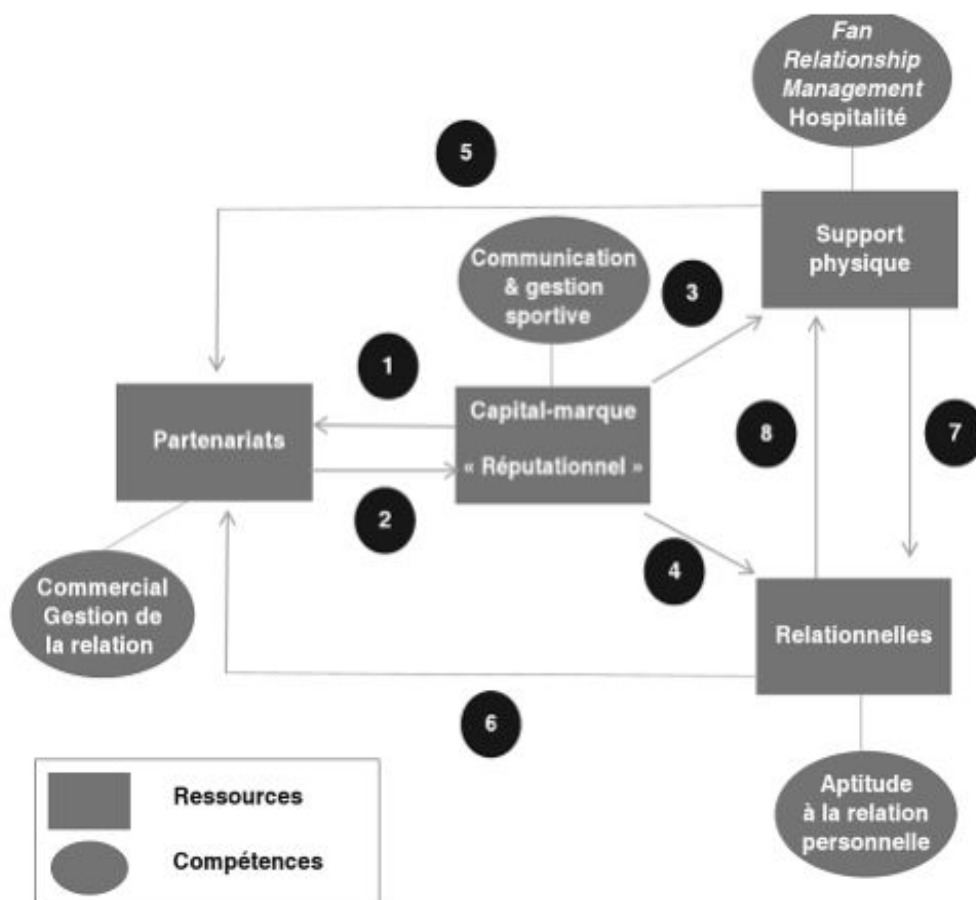 Fan
Relationship
Management
Hospitalité
5
Support
physique
Communication
& gestion
sportive
3
1
Capital-marque
« Réputationnel »
Partenariats
8
7
2
4
Commercial
Gestion de
la relation
Relationnelles
6
Ressources
Aptitude
à la relation
personnelle
Compétences